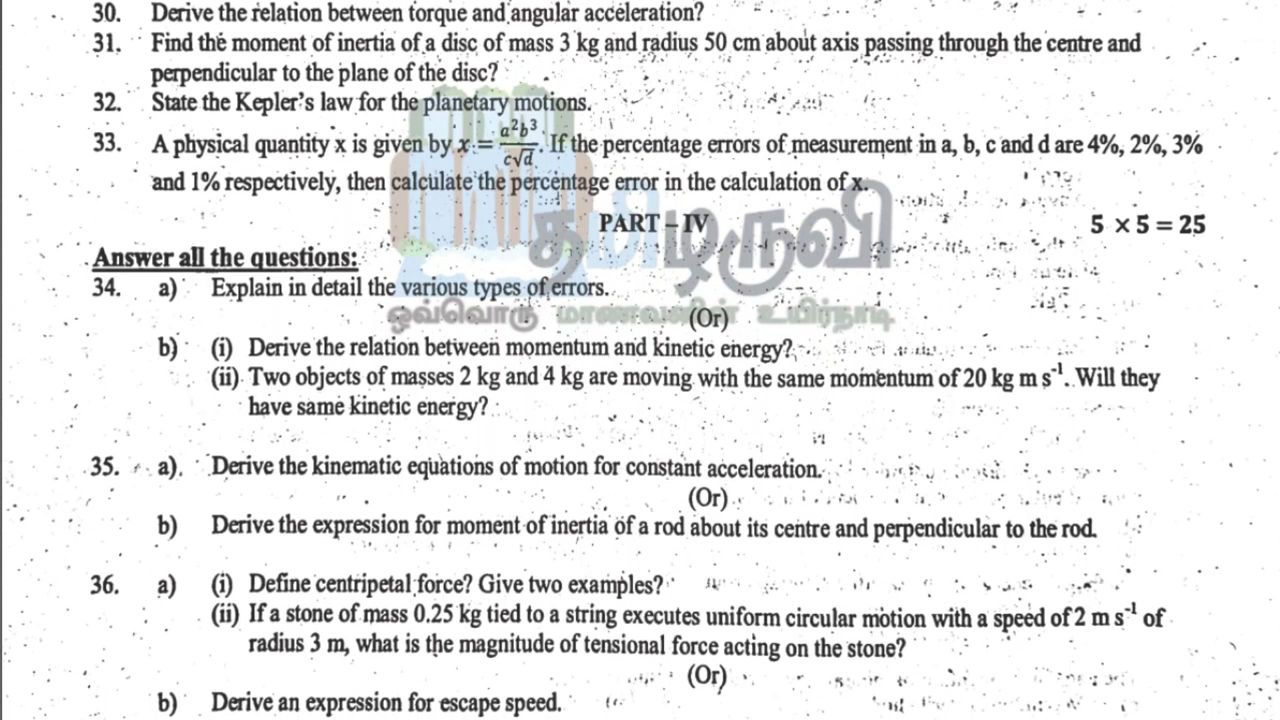 30. Derive the relation between torque and angular acceleration?
31. Find the moment of inertia of a disc of mass 3 kg and radius 50 cm about axis passing through the centre and
perpendicular to the plane of the disc?
32. State the Kepler's law for the planetary motions.
33. A physical quantity x is given by x = a²b³/c√d. If the percentage errors of measurement in a, b, c and d are 4%, 2%, 3%
and 1% respectively, then calculate the percentage error in the calculation of x.
PART – IV 5 × 5 = 25
தமிழருவி
Answer all the questions:
34. a) Explain in detail the various types of errors.
ஒவ்வொரு மாணவனின் உயிர்நாடி
(Or)
b) (i) Derive the relation between momentum and kinetic energy?
(ii) Two objects of masses 2 kg and 4 kg are moving with the same momentum of 20 kg m s⁻¹. Will they
have same kinetic energy?
35. a). Derive the kinematic equations of motion for constant acceleration.
(Or)
b) Derive the expression for moment of inertia of a rod about its centre and perpendicular to the rod.
36. a) (i) Define centripetal force? Give two examples?
(ii) If a stone of mass 0.25 kg tied to a string executes uniform circular motion with a speed of 2 m s⁻¹ of
radius 3 m, what is the magnitude of tensional force acting on the stone?
(Or)
b) Derive an expression for escape speed.